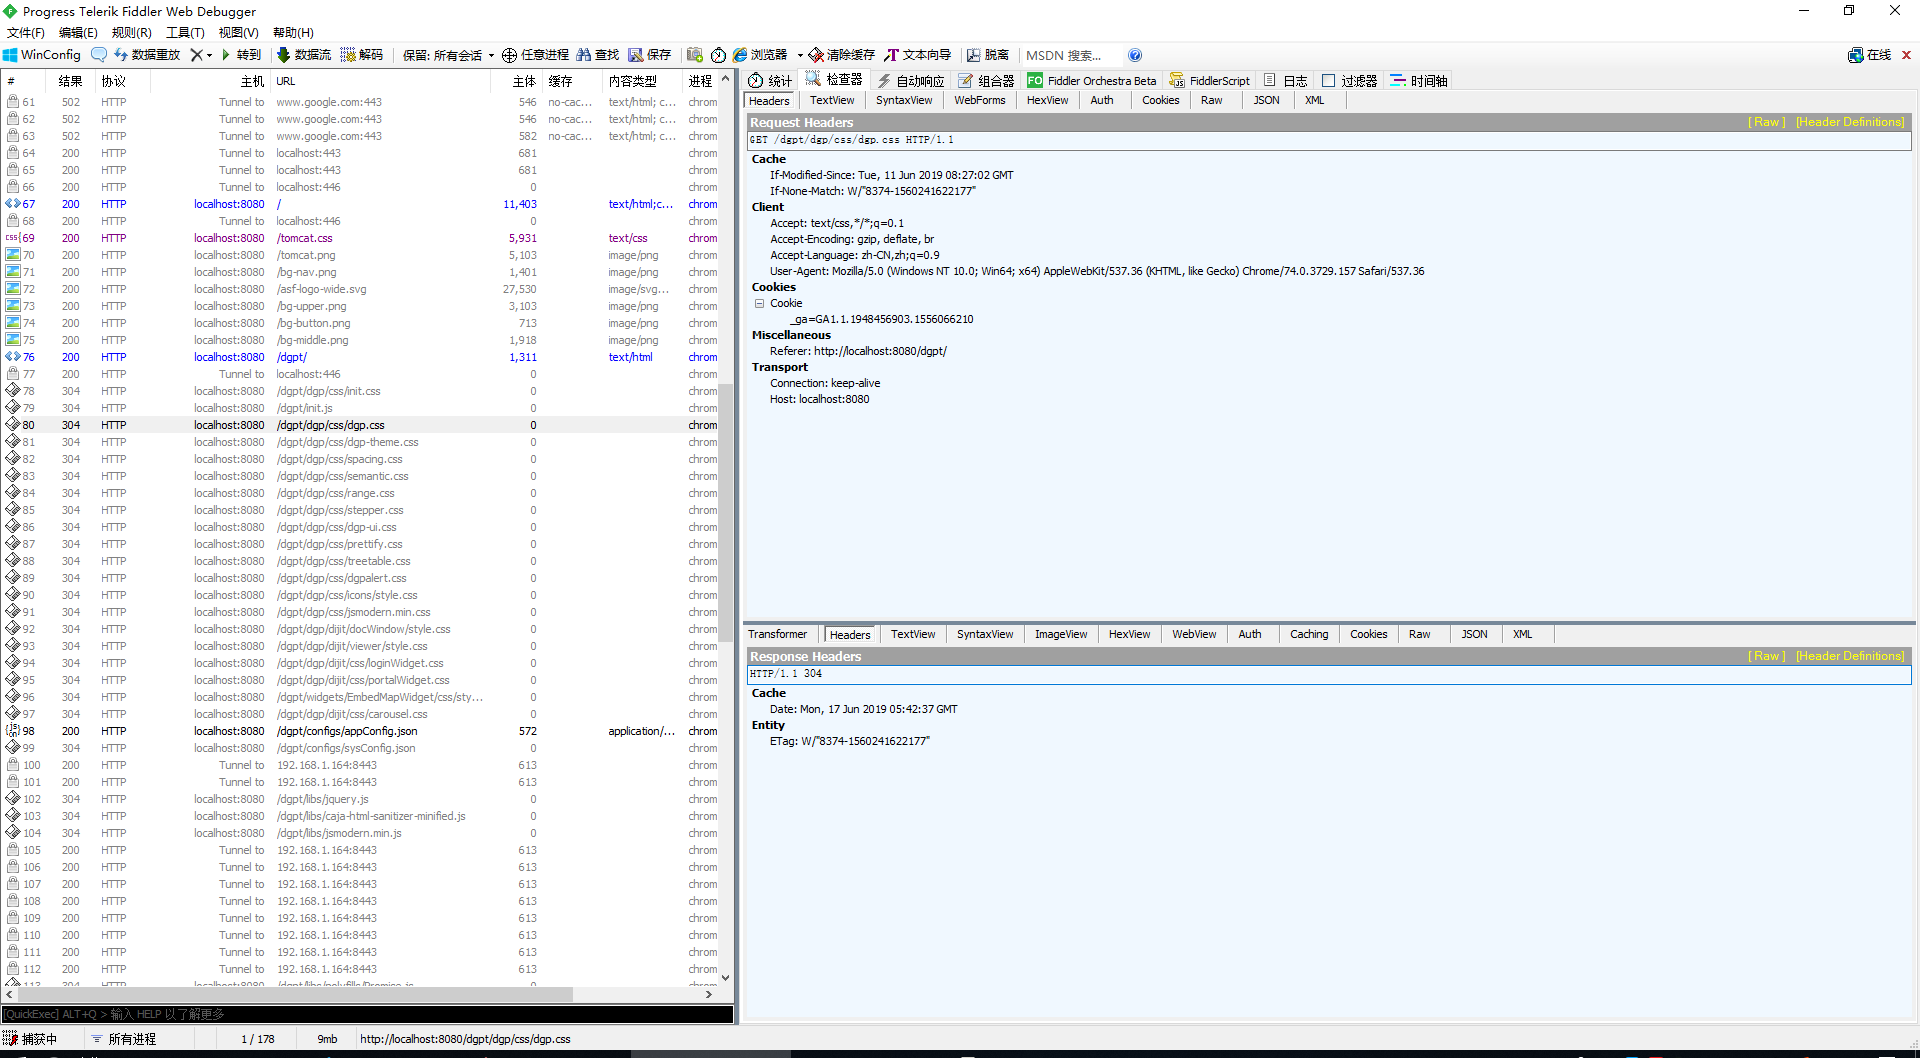 Progress Telerik Fiddler Web Debugger
文件(F) 编辑(E) 规则(R) 工具(T) 视图(V) 帮助(H)
WinConfig 数据重放 转到 数据流 解码 保留: 所有会话 任意进程 查找 保存 浏览器 清除缓存 文本向导 脱离 MSDN 搜索... 在线
# 结果 协议 主机 URL 主体 缓存 内容类型 进程
61 502 HTTP Tunnel to www.google.com:443 546 no-cac... text/html; c... chrom
62 502 HTTP Tunnel to www.google.com:443 546 no-cac... text/html; c... chrom
63 502 HTTP Tunnel to www.google.com:443 582 no-cac... text/html; c... chrom
64 200 HTTP Tunnel to localhost:443 681 chrom
65 200 HTTP Tunnel to localhost:443 681 chrom
66 200 HTTP Tunnel to localhost:446 0 chrom
67 200 HTTP localhost:8080 / 11,403 text/html;c... chrom
68 200 HTTP Tunnel to localhost:446 0 chrom
69 200 HTTP localhost:8080 /tomcat.css 5,931 text/css chrom
70 200 HTTP localhost:8080 /tomcat.png 5,103 image/png chrom
71 200 HTTP localhost:8080 /bg-nav.png 1,401 image/png chrom
72 200 HTTP localhost:8080 /asf-logo-wide.svg 27,530 image/svg... chrom
73 200 HTTP localhost:8080 /bg-upper.png 3,103 image/png chrom
74 200 HTTP localhost:8080 /bg-button.png 713 image/png chrom
75 200 HTTP localhost:8080 /bg-middle.png 1,918 image/png chrom
76 200 HTTP localhost:8080 /dgpt/ 1,311 text/html chrom
77 200 HTTP Tunnel to localhost:446 0 chrom
78 304 HTTP localhost:8080 /dgpt/dgp/css/init.css 0 chrom
79 304 HTTP localhost:8080 /dgpt/init.js 0 chrom
80 304 HTTP localhost:8080 /dgpt/dgp/css/dgp.css 0 chrom
81 304 HTTP localhost:8080 /dgpt/dgp/css/dgp-theme.css 0 chrom
82 304 HTTP localhost:8080 /dgpt/dgp/css/spacing.css 0 chrom
83 304 HTTP localhost:8080 /dgpt/dgp/css/semantic.css 0 chrom
84 304 HTTP localhost:8080 /dgpt/dgp/css/range.css 0 chrom
85 304 HTTP localhost:8080 /dgpt/dgp/css/stepper.css 0 chrom
86 304 HTTP localhost:8080 /dgpt/dgp/css/dgp-ui.css 0 chrom
87 304 HTTP localhost:8080 /dgpt/dgp/css/prettify.css 0 chrom
88 304 HTTP localhost:8080 /dgpt/dgp/css/treetable.css 0 chrom
89 304 HTTP localhost:8080 /dgpt/dgp/css/dgpalert.css 0 chrom
90 304 HTTP localhost:8080 /dgpt/dgp/css/icons/style.css 0 chrom
91 304 HTTP localhost:8080 /dgpt/dgp/css/jsmodern.min.css 0 chrom
92 304 HTTP localhost:8080 /dgpt/dgp/dijit/docWindow/style.css 0 chrom
93 304 HTTP localhost:8080 /dgpt/dgp/dijit/viewer/style.css 0 chrom
94 304 HTTP localhost:8080 /dgpt/dgp/dijit/css/loginWidget.css 0 chrom
95 304 HTTP localhost:8080 /dgpt/dgp/dijit/css/portalWidget.css 0 chrom
96 304 HTTP localhost:8080 /dgpt/widgets/EmbedMapWidget/css/sty... 0 chrom
97 304 HTTP localhost:8080 /dgpt/dgp/dijit/css/carousel.css 0 chrom
98 200 HTTP localhost:8080 /dgpt/configs/appConfig.json 572 application/... chrom
99 304 HTTP localhost:8080 /dgpt/configs/sysConfig.json 0 chrom
100 200 HTTP Tunnel to 192.168.1.164:8443 613 chrom
101 200 HTTP Tunnel to 192.168.1.164:8443 613 chrom
102 304 HTTP localhost:8080 /dgpt/libs/jquery.js 0 chrom
103 304 HTTP localhost:8080 /dgpt/libs/caja-html-sanitizer-minified.js 0 chrom
104 304 HTTP localhost:8080 /dgpt/libs/jsmodern.min.js 0 chrom
105 200 HTTP Tunnel to 192.168.1.164:8443 613 chrom
106 200 HTTP Tunnel to 192.168.1.164:8443 613 chrom
107 200 HTTP Tunnel to 192.168.1.164:8443 613 chrom
108 200 HTTP Tunnel to 192.168.1.164:8443 613 chrom
109 200 HTTP Tunnel to 192.168.1.164:8443 613 chrom
110 200 HTTP Tunnel to 192.168.1.164:8443 613 chrom
111 200 HTTP Tunnel to 192.168.1.164:8443 613 chrom
112 200 HTTP Tunnel to 192.168.1.164:8443 613 chrom
[QuickExec] ALT+Q > 输入 HELP 以了解更多
捕获中 所有进程 1 / 178 9mb http://localhost:8080/dgpt/dgp/css/dgp.css
统计 检查器 自动响应 组合器 FO Fiddler Orchestra Beta FiddlerScript 日志 过滤器 时间轴
Headers TextView SyntaxView WebForms HexView Auth Cookies Raw JSON XML
Request Headers [ Raw ] [Header Definitions]
GET /dgpt/dgp/css/dgp.css HTTP/1.1
Cache
If-Modified-Since: Tue, 11 Jun 2019 08:27:02 GMT
If-None-Match: W/"8374-1560241622177"
Client
Accept: text/css,*/*;q=0.1
Accept-Encoding: gzip, deflate, br
Accept-Language: zh-CN,zh;q=0.9
User-Agent: Mozilla/5.0 (Windows NT 10.0; Win64; x64) AppleWebKit/537.36 (KHTML, like Gecko) Chrome/74.0.3729.157 Safari/537.36
Cookies
Cookie
_ga=GA1.1.1948456903.1556066210
Miscellaneous
Referer: http://localhost:8080/dgpt/
Transport
Connection: keep-alive
Host: localhost:8080
Transformer Headers TextView SyntaxView ImageView HexView WebView Auth Caching Cookies Raw JSON XML
Response Headers [ Raw ] [Header Definitions]
HTTP/1.1 304
Cache
Date: Mon, 17 Jun 2019 05:42:37 GMT
Entity
ETag: W/"8374-1560241622177"